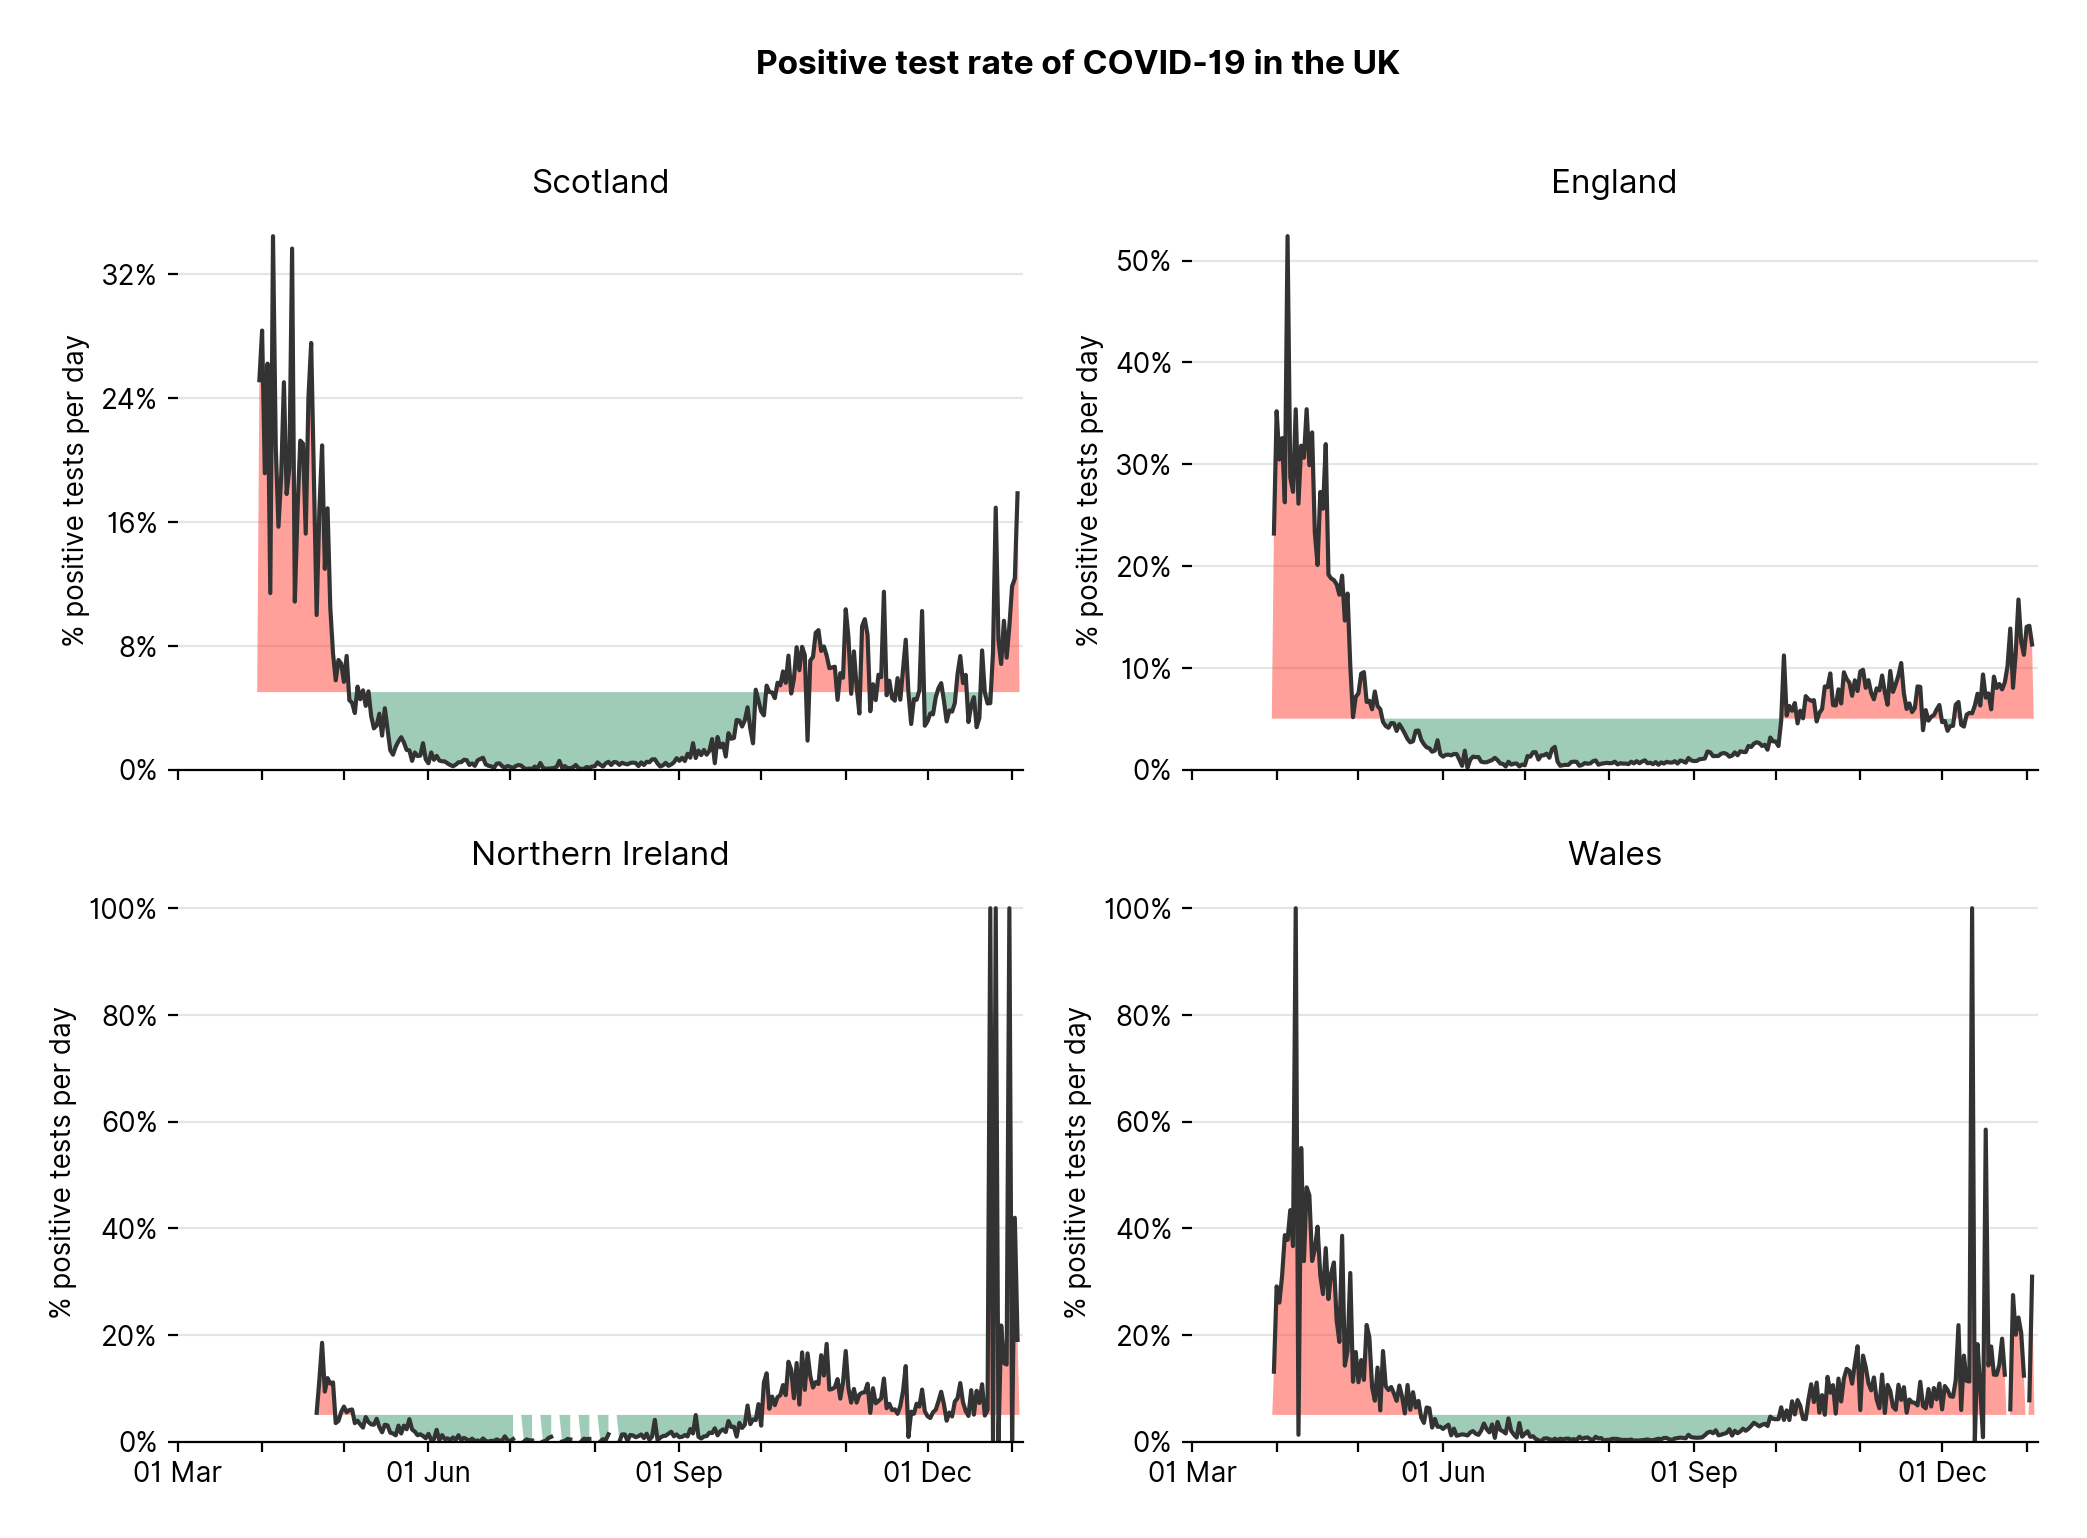 Positive test rate of COVID-19 in the UK
Scotland
% positive tests per day
32%
24%
16%
8%
0%
England
% positive tests per day
50%
40%
30%
20%
10%
0%
Northern Ireland
% positive tests per day
100%
80%
60%
40%
20%
0%
01 Mar
01 Jun
01 Sep
01 Dec
Wales
% positive tests per day
100%
80%
60%
40%
20%
0%
01 Mar
01 Jun
01 Sep
01 Dec